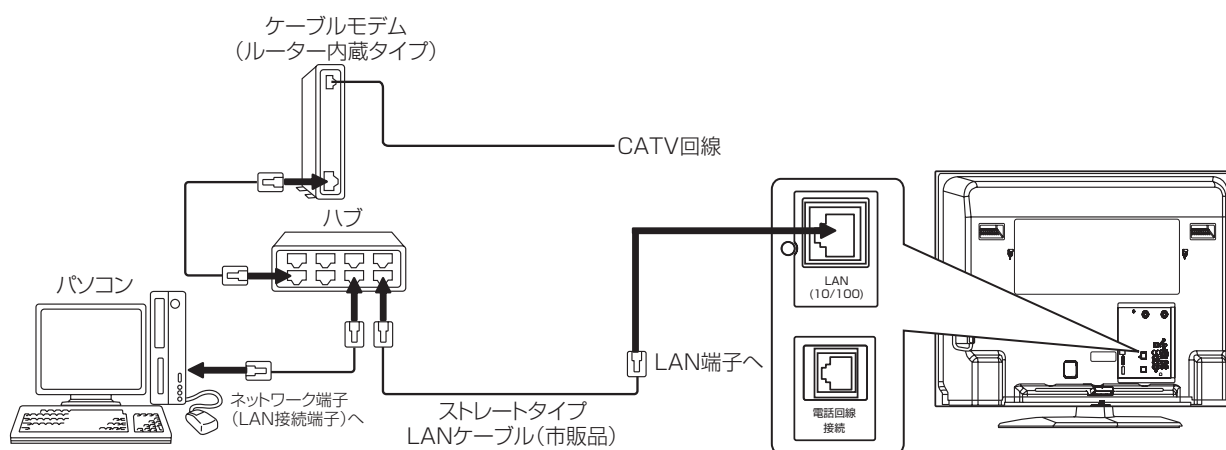 ケーブルモデム
（ルーター内蔵タイプ）
CATV回線
ハブ
パソコン
LAN
(10/100)
LAN端子へ
ネットワーク端子
（LAN接続端子）へ
ストレートタイプ
LANケーブル（市販品）
電話回線
接続